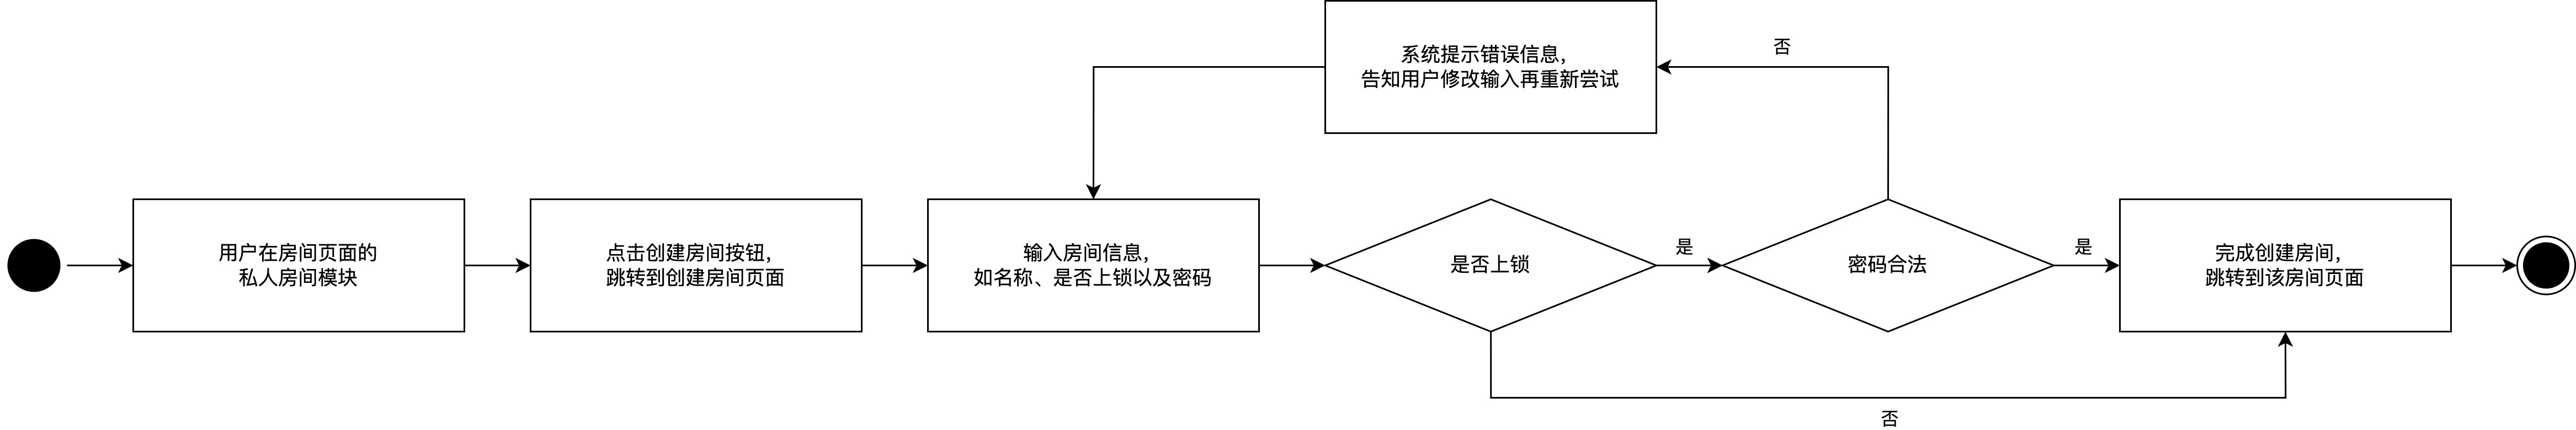 系统提示错误信息，
告知用户修改输入再重新尝试
否
用户在房间页面的
私人房间模块
点击创建房间按钮，
跳转到创建房间页面
输入房间信息，
如名称、是否上锁以及密码
是否上锁
是
密码合法
是
完成创建房间，
跳转到该房间页面
否